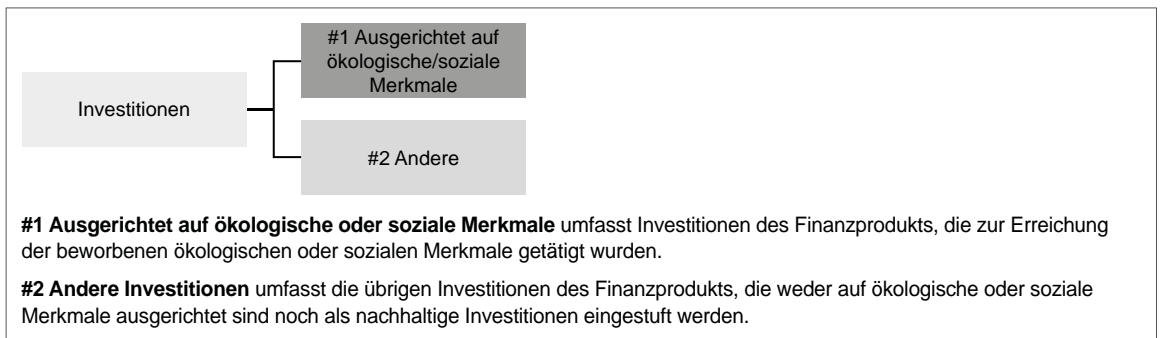 #1 Ausgerichtet auf
ökologische/soziale
Merkmale
Investitionen
#2 Andere
#1 Ausgerichtet auf ökologische oder soziale Merkmale umfasst Investitionen des Finanzprodukts, die zur Erreichung
der beworbenen ökologischen oder sozialen Merkmale getätigt wurden.
#2 Andere Investitionen umfasst die übrigen Investitionen des Finanzprodukts, die weder auf ökologische oder soziale
Merkmale ausgerichtet sind noch als nachhaltige Investitionen eingestuft werden.